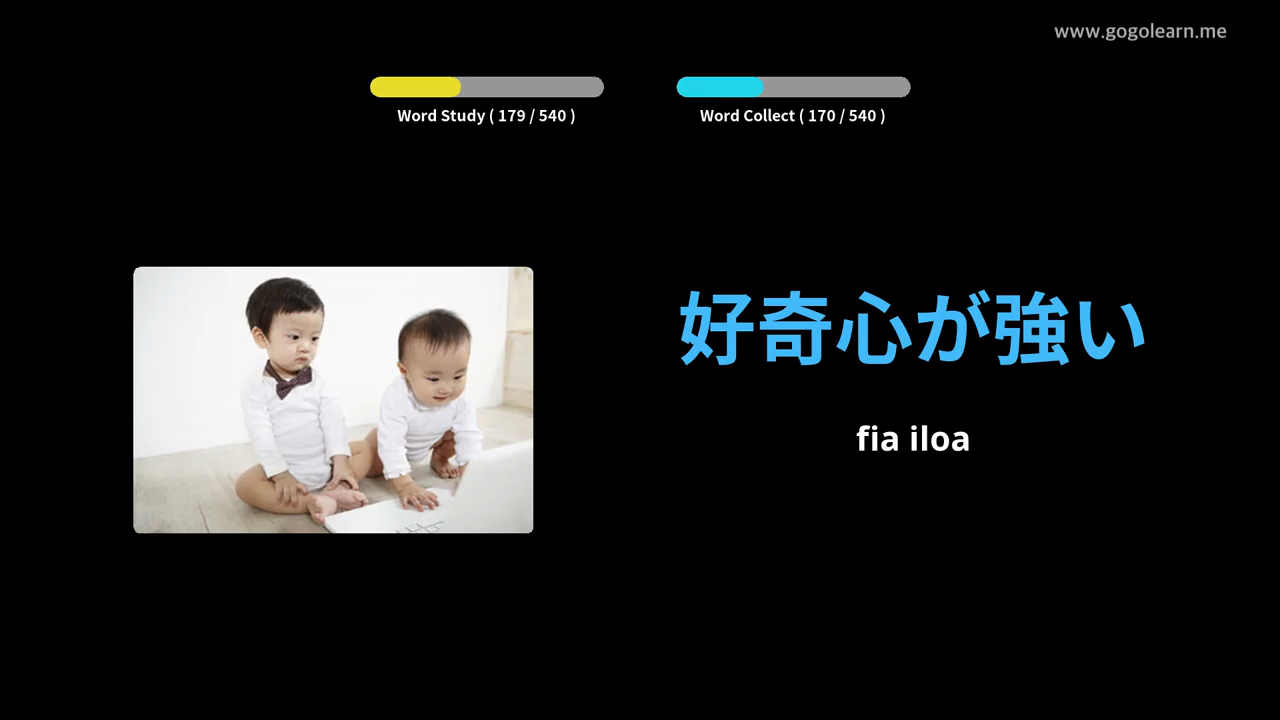 www.gogolearn.me
Word Study ( 179 / 540 )
Word Collect ( 170 / 540 )
好奇心が強い
fia iloa